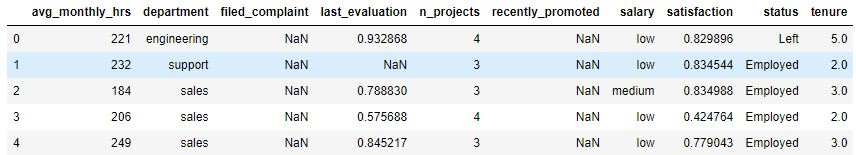 avg_monthly_hrs department filed_complaint last_evaluation n_projects recently_promoted salary satisfaction status tenure
0 221 engineering NaN 0.932868 4 NaN low 0.829896 Left 5.0
1 232 support NaN NaN 3 NaN low 0.834544 Employed 2.0
2 184 sales NaN 0.788830 3 NaN medium 0.834988 Employed 3.0
3 206 sales NaN 0.575688 4 NaN low 0.424764 Employed 2.0
4 249 sales NaN 0.845217 3 NaN low 0.779043 Employed 3.0